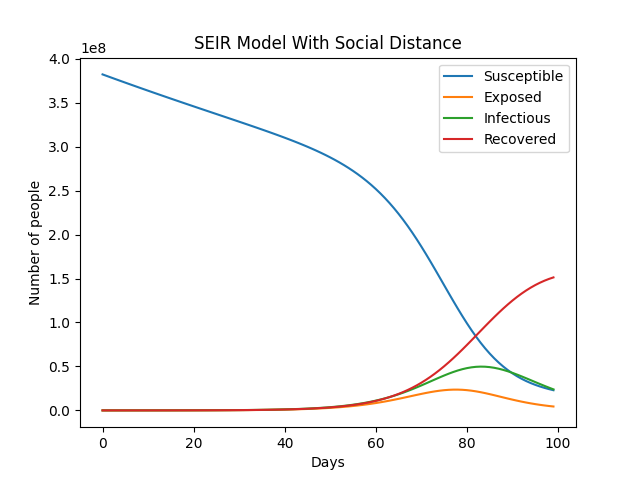 SEIR Model With Social Distance
1e8
4.0
3.5
3.0
2.5
2.0
1.5
1.0
0.5
0.0
Number of people
Susceptible
Exposed
Infectious
Recovered
0 20 40 60 80 100
Days